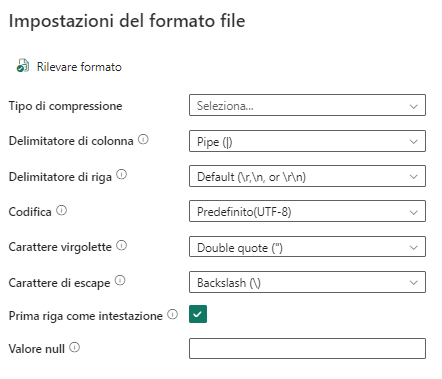 Impostazioni del formato file
Rilevare formato
Tipo di compressione Seleziona...
Delimitatore di colonna Pipe (|)
Delimitatore di riga Default (\r,\n, or \r\n)
Codifica Predefinito(UTF-8)
Carattere virgolette Double quote (")
Carattere di escape Backslash (\)
Prima riga come intestazione
Valore null